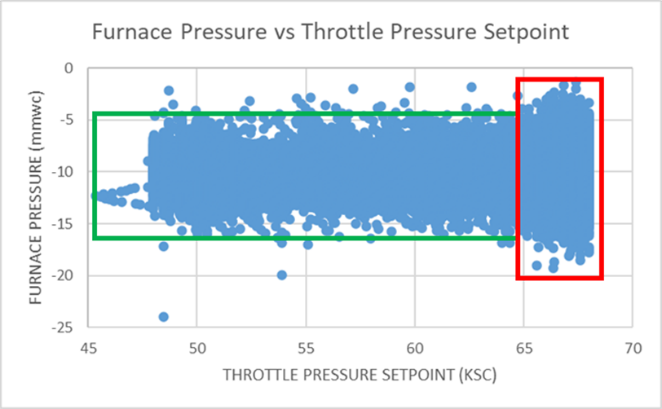 Furnace Pressure vs Throttle Pressure Setpoint
0
-5
-10
-15
-20
-25
FURNACE PRESSURE (mmwc)
45 50 55 60 65 70
THROTTLE PRESSURE SETPOINT (KSC)